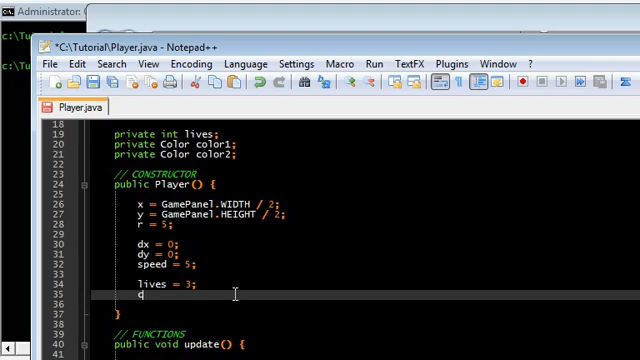 Administrator: C
c:\Tutori
c:\Tutori
*C:\Tutorial\Player.java - Notepad++
File Edit Search View Encoding Language Settings Macro Run TextFX Plugins Window ?
Player.java
18
19 private int lives;
20 private Color color1;
21 private Color color2;
22
23 // CONSTRUCTOR
24 public Player() {
25
26 x = GamePanel.WIDTH / 2;
27 y = GamePanel.HEIGHT / 2;
28 r = 5;
29
30 dx = 0;
31 dy = 0;
32 speed = 5;
33
34 lives = 3;
35 c
36
37 }
38
39 // FUNCTIONS
40 public void update() {
41